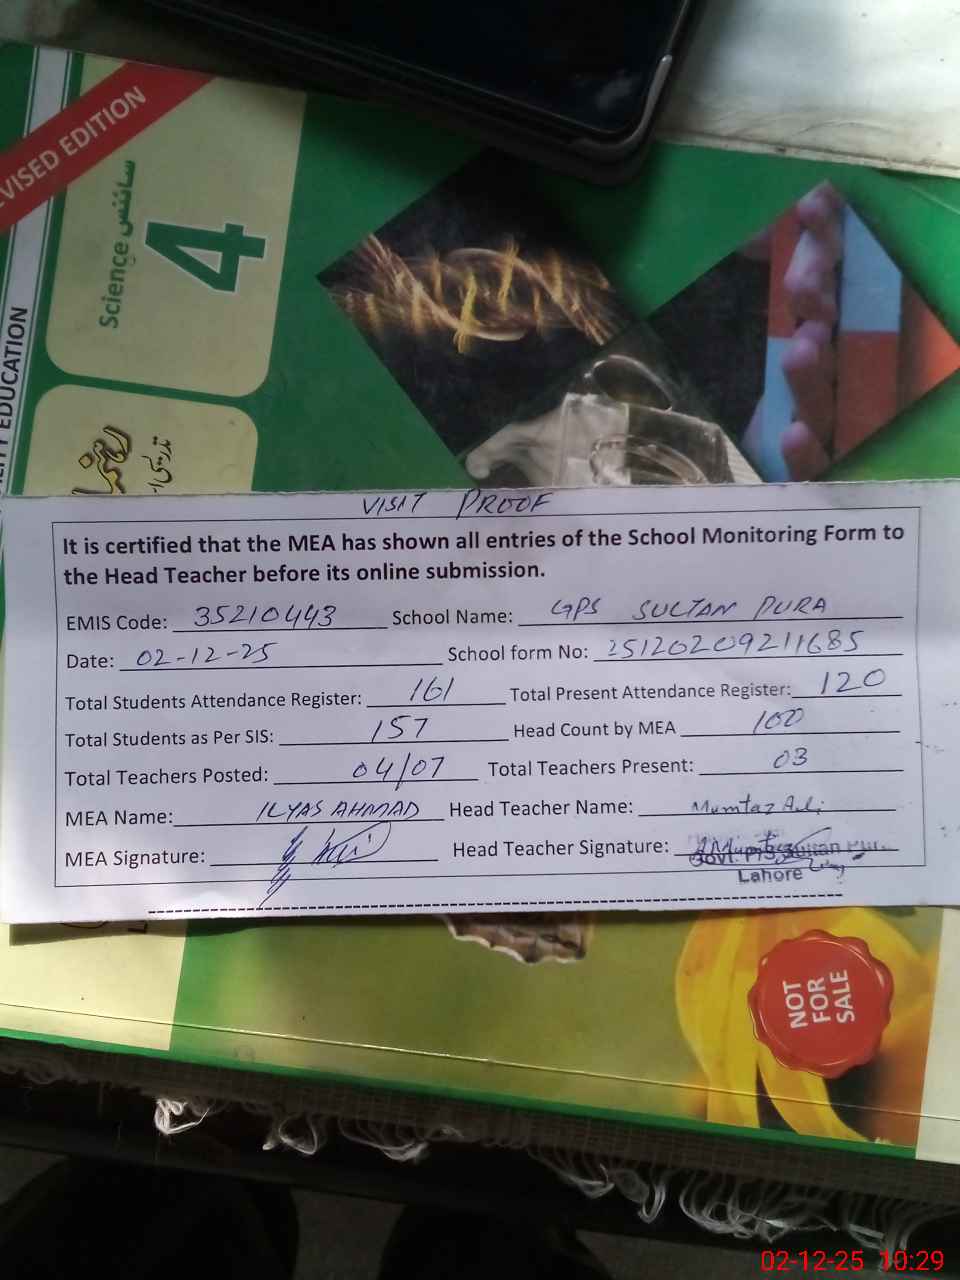 REVISED EDITION
Science سائنس
4
EDUCATION
VISIT PROOF
It is certified that the MEA has shown all entries of the School Monitoring Form to
the Head Teacher before its online submission.
EMIS Code: 35210443 School Name: GPS SULTAN PURA
Date: 02-12-25 School form No: 25120209211685
Total Students Attendance Register: 161 Total Present Attendance Register: 120
Total Students as Per SIS: 157 Head Count by MEA 100
Total Teachers Posted: 04/07 Total Teachers Present: 03
MEA Name: ILYAS AHMAD Head Teacher Name: Mumtaz Ali
MEA Signature: Head Teacher Signature:
Govt. P/S Sultan
Lahore
NOT
FOR
SALE
02-12-25 10:29